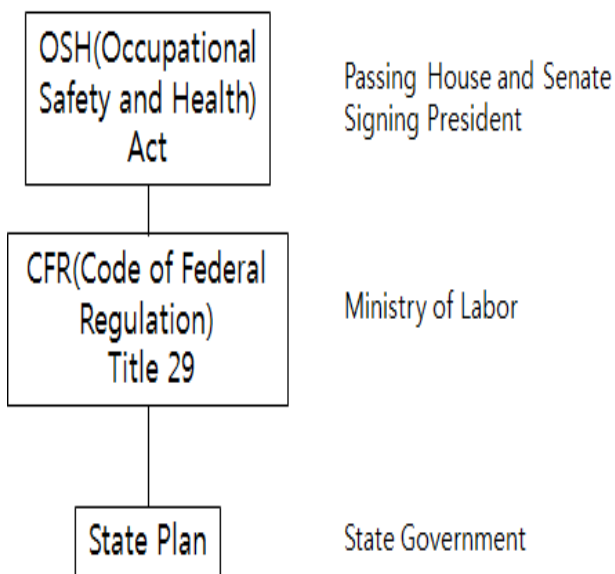 OSH(Occupational
Safety and Health)
Act
Passing House and Senate
Signing President
CFR(Code of Federal
Regulation)
Title 29
Ministry of Labor
State Plan
State Government